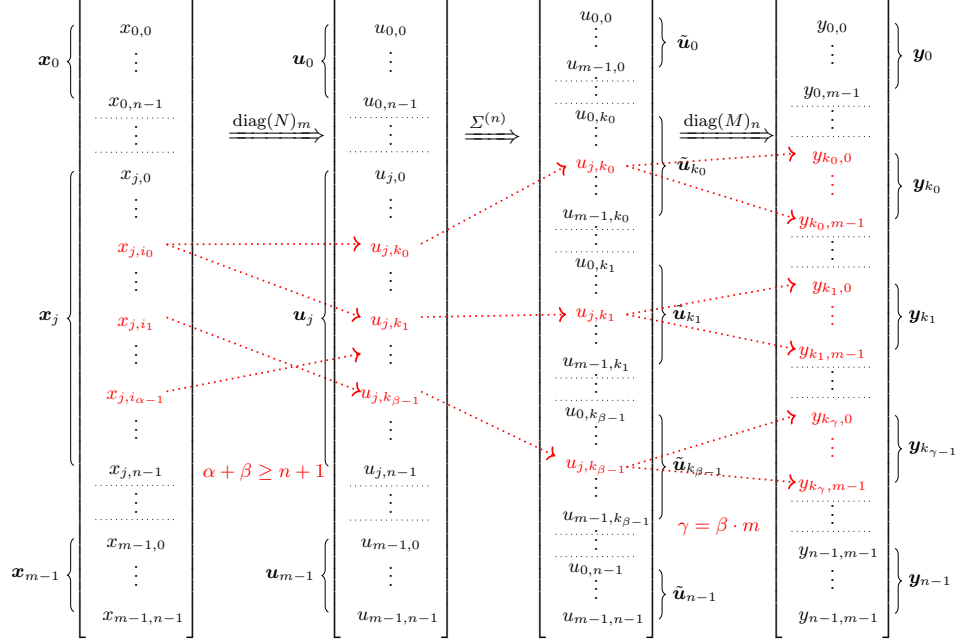 x_0
x_j
x_{m−1}
x_{0,0}
⋮
x_{0,n−1}
⋮
x_{j,0}
⋮
x_{j,i_0}
⋮
x_{j,i_1}
⋮
x_{j,i_{α−1}}
⋮
x_{j,n−1}
⋮
x_{m−1,0}
⋮
x_{m−1,n−1}
diag(N)_m
α + β ≥ n + 1
u_0
u_j
u_{m−1}
u_{0,0}
⋮
u_{0,n−1}
⋮
u_{j,0}
⋮
u_{j,k_0}
⋮
u_{j,k_1}
⋮
u_{j,k_{β−1}}
⋮
u_{j,n−1}
⋮
u_{m−1,0}
⋮
u_{m−1,n−1}
Σ^{(n)}
u_{0,0}
⋮
u_{m−1,0}
⋮
u_{0,k_0}
⋮
u_{j,k_0}
⋮
u_{m−1,k_0}
⋮
u_{0,k_1}
⋮
u_{j,k_1}
⋮
u_{m−1,k_1}
⋮
u_{0,k_{β−1}}
⋮
u_{j,k_{β−1}}
⋮
u_{m−1,k_{β−1}}
⋮
u_{0,n−1}
⋮
u_{m−1,n−1}
ũ_0
ũ_{k_0}
ũ_{k_1}
ũ_{k_{β−1}}
ũ_{n−1}
diag(M)_n
γ = β · m
y_{0,0}
⋮
y_{0,m−1}
⋮
y_{k_0,0}
⋮
y_{k_0,m−1}
⋮
y_{k_1,0}
⋮
y_{k_1,m−1}
⋮
y_{k_γ,0}
⋮
y_{k_γ,m−1}
⋮
y_{n−1,m−1}
⋮
y_{n−1,m−1}
y_0
y_{k_0}
y_{k_1}
y_{k_{γ−1}}
y_{n−1}